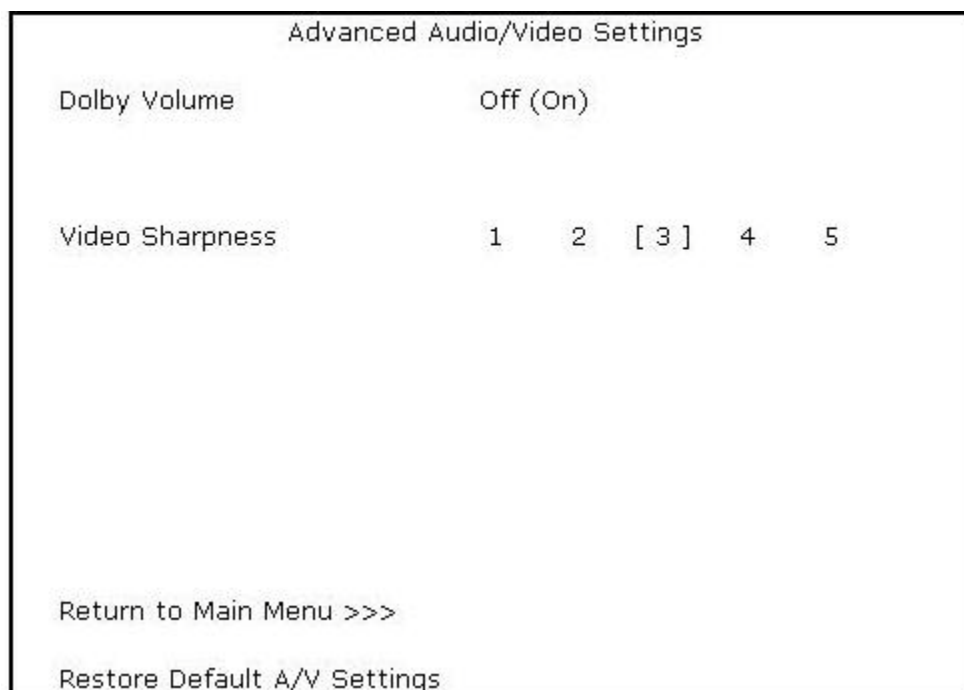 Advanced Audio/Video Settings
Dolby Volume Off (On)
Video Sharpness 1 2 [ 3 ] 4 5
Return to Main Menu >>>
Restore Default A/V Settings